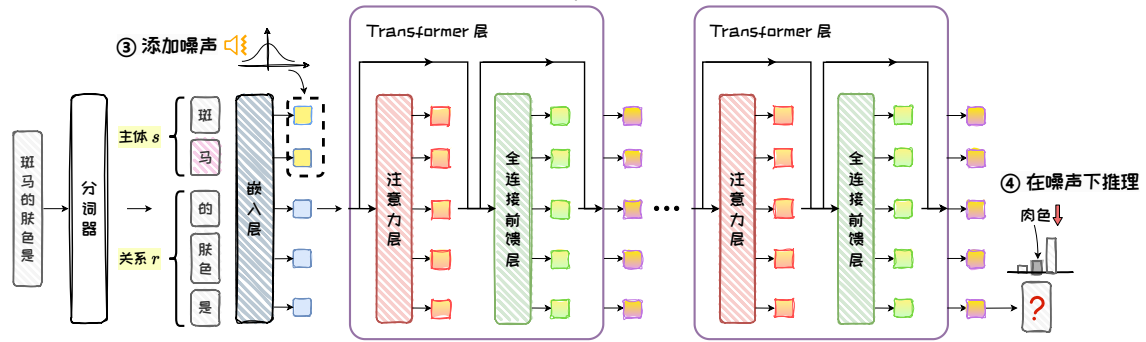 ③ 添加噪声
Transformer 层
Transformer 层
斑马的肤色是
分词器
主体 s
斑
马
关系 r
的
肤色
是
嵌入层
注意力层
全连接前馈层
...
注意力层
全连接前馈层
④ 在噪声下推理
肉色
?